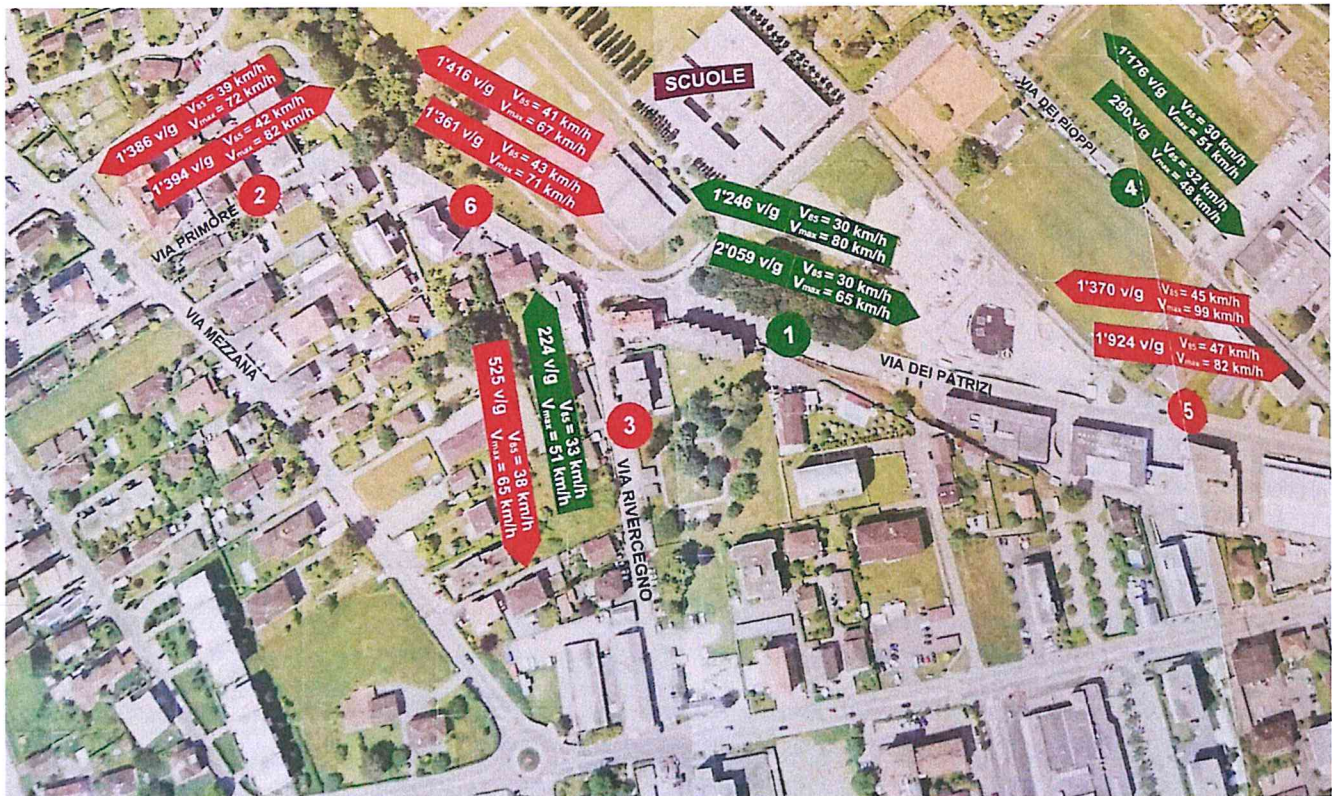 1'386 v/g V85 = 39 km/h
Vmax = 72 km/h
1'394 v/g V85 = 42 km/h
Vmax = 82 km/h
2
VIA PRIMORE
VIA MEZZANA
1'416 v/g V85 = 41 km/h
Vmax = 67 km/h
1'361 v/g V85 = 43 km/h
Vmax = 71 km/h
6
SCUOLE
1'246 v/g V85 = 30 km/h
Vmax = 80 km/h
2'059 v/g V85 = 30 km/h
Vmax = 65 km/h
1
VIA DEI PIOPPI
1'176 v/g V85 = 30 km/h
Vmax = 51 km/h
290 v/g V85 = 32 km/h
Vmax = 48 km/h
4
1'370 v/g V85 = 45 km/h
Vmax = 99 km/h
1'924 v/g V85 = 47 km/h
Vmax = 82 km/h
5
VIA DEI PATRIZI
224 v/g V85 = 33 km/h
Vmax = 51 km/h
525 v/g V85 = 38 km/h
Vmax = 65 km/h
3
VIA RIVERCEGNO